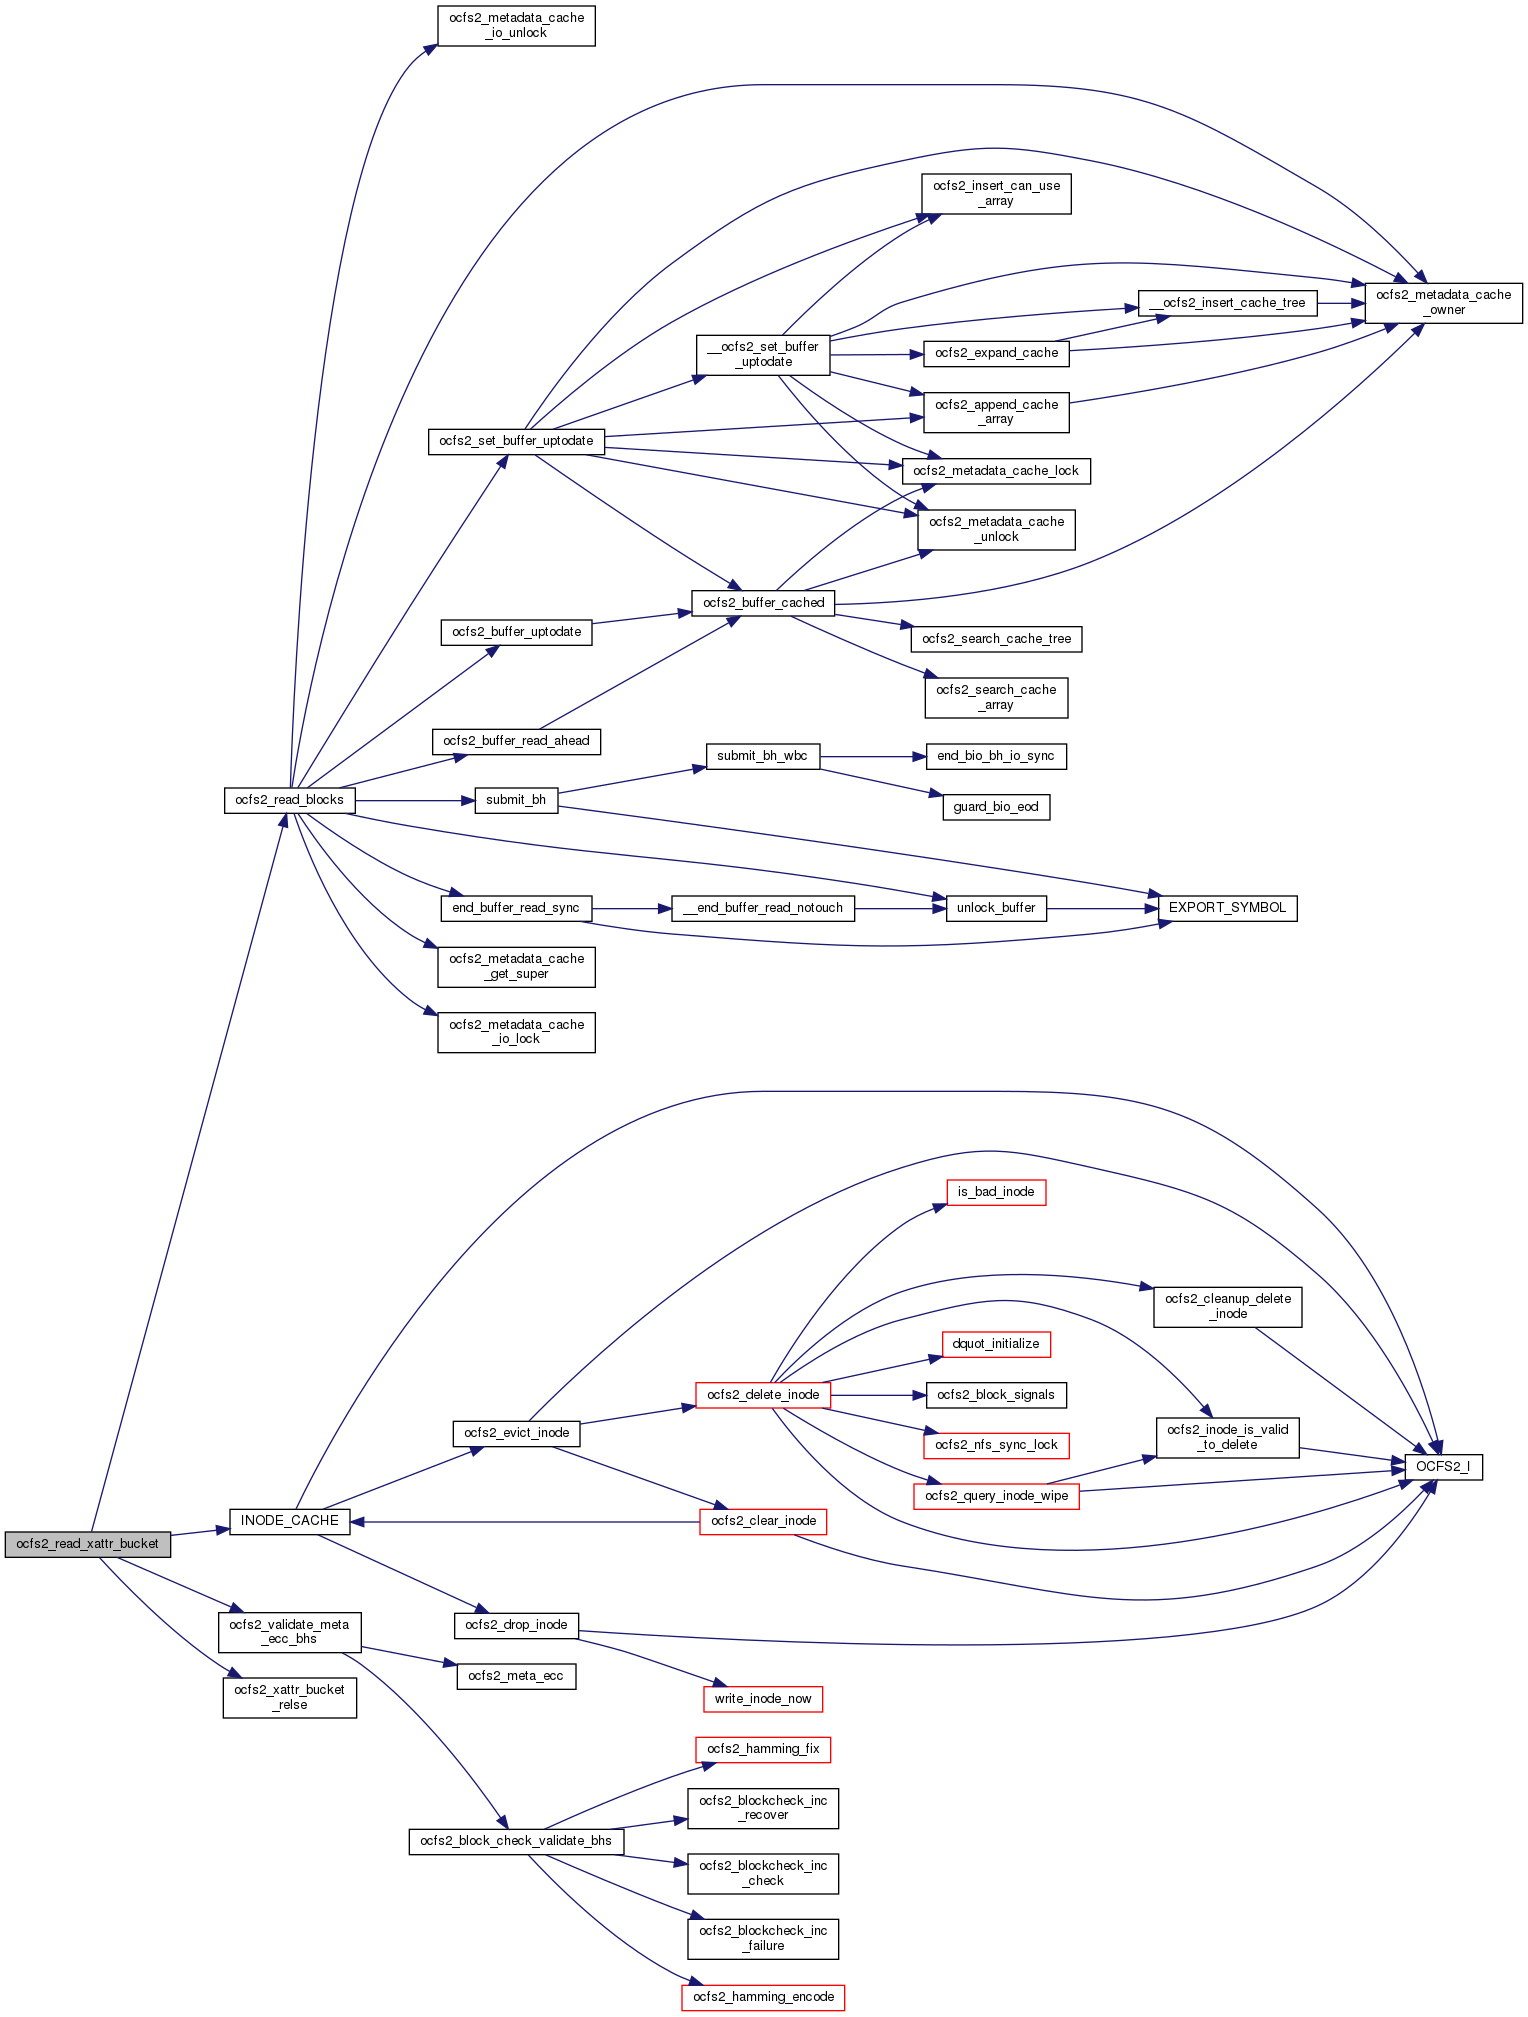 ocfs2_metadata_cache
_io_unlock
ocfs2_insert_can_use
_array
ocfs2_metadata_cache
_owner
__ocfs2_insert_cache_tree
__ocfs2_set_buffer
_uptodate
ocfs2_expand_cache
ocfs2_append_cache
_array
ocfs2_set_buffer_uptodate
ocfs2_metadata_cache_lock
ocfs2_metadata_cache
_unlock
ocfs2_buffer_cached
ocfs2_buffer_uptodate
ocfs2_search_cache_tree
ocfs2_search_cache
_array
ocfs2_buffer_read_ahead
submit_bh_wbc
end_bio_bh_io_sync
ocfs2_read_blocks
submit_bh
guard_bio_eod
end_buffer_read_sync
__end_buffer_read_notouch
unlock_buffer
EXPORT_SYMBOL
ocfs2_metadata_cache
_get_super
ocfs2_metadata_cache
_io_lock
is_bad_inode
ocfs2_cleanup_delete
_inode
dquot_initialize
ocfs2_delete_inode
ocfs2_block_signals
ocfs2_evict_inode
ocfs2_nfs_sync_lock
ocfs2_inode_is_valid
_to_delete
OCFS2_I
ocfs2_query_inode_wipe
INODE_CACHE
ocfs2_clear_inode
ocfs2_read_xattr_bucket
ocfs2_validate_meta
_ecc_bhs
ocfs2_drop_inode
ocfs2_meta_ecc
ocfs2_xattr_bucket
_relse
write_inode_now
ocfs2_hamming_fix
ocfs2_blockcheck_inc
_recover
ocfs2_block_check_validate_bhs
ocfs2_blockcheck_inc
_check
ocfs2_blockcheck_inc
_failure
ocfs2_hamming_encode